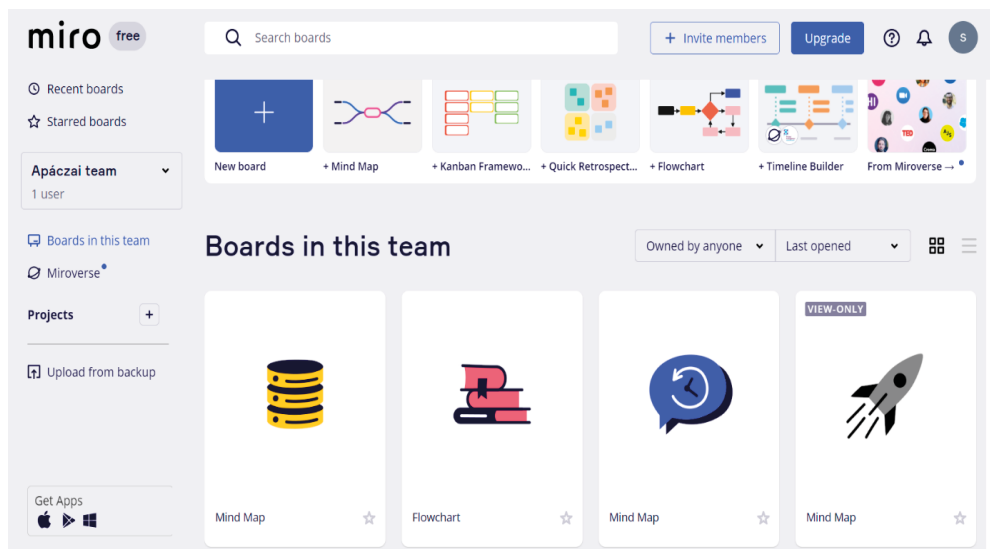 miro free
Search boards
+ Invite members
Upgrade
S
Recent boards
Starred boards
Apáczai team
1 user
Boards in this team
Miroverse
Projects +
Upload from backup
Get Apps
New board
+ Mind Map
+ Kanban Framewo...
+ Quick Retrospect...
+ Flowchart
+ Timeline Builder
From Miroverse →
TED
Boards in this team
Owned by anyone
Last opened
VIEW-ONLY
Mind Map
Flowchart
Mind Map
Mind Map